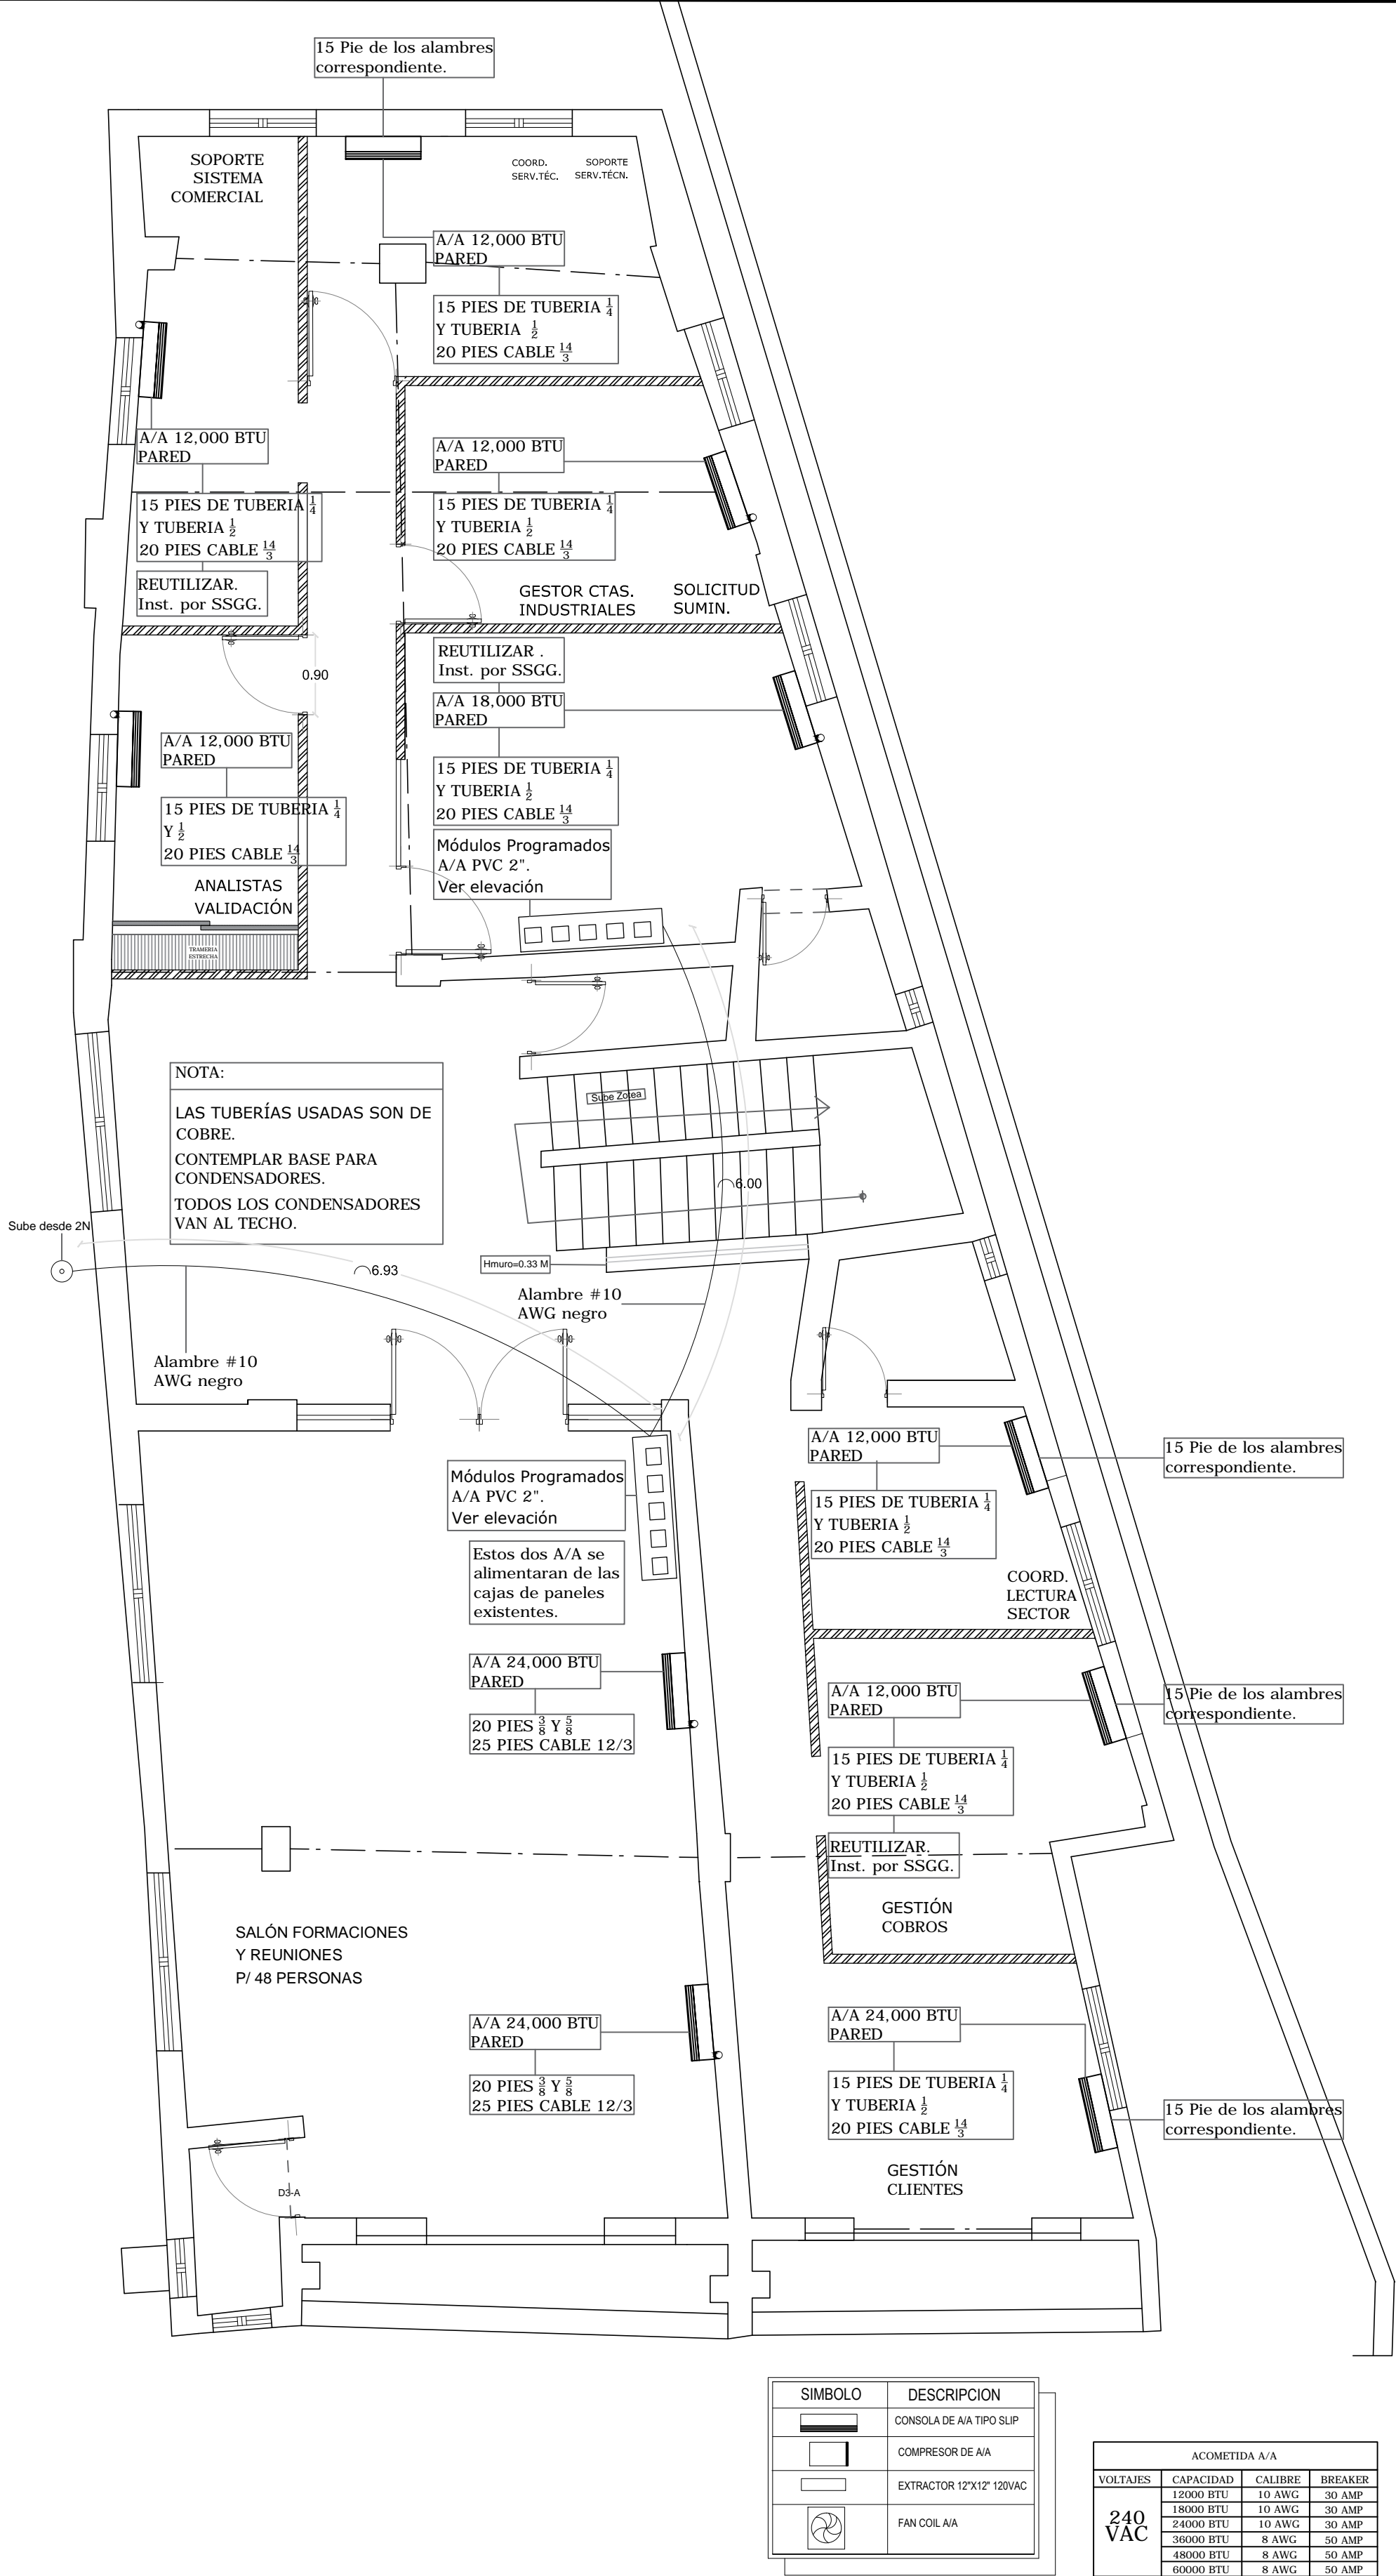 15 Pie de los alambres
correspondiente.
SOPORTE
SISTEMA
COMERCIAL
COORD.
SERV.TÉC.
SOPORTE
SERV.TÉCN.
A/A 12,000 BTU
PARED
15 PIES DE TUBERIA 1/4
Y TUBERIA 1/2
20 PIES CABLE 14/3
A/A 12,000 BTU
PARED
15 PIES DE TUBERIA 1/4
Y TUBERIA 1/2
20 PIES CABLE 14/3
REUTILIZAR.
Inst. por SSGG.
A/A 12,000 BTU
PARED
15 PIES DE TUBERIA 1/4
Y TUBERIA 1/2
20 PIES CABLE 14/3
GESTOR CTAS.
INDUSTRIALES
SOLICITUD
SUMIN.
0.90
REUTILIZAR .
Inst. por SSGG.
A/A 18,000 BTU
PARED
15 PIES DE TUBERIA 1/4
Y TUBERIA 1/2
20 PIES CABLE 14/3
Módulos Programados
A/A PVC 2".
Ver elevación
A/A 12,000 BTU
PARED
15 PIES DE TUBERIA 1/4
Y 1/2
20 PIES CABLE 14/3
ANALISTAS
VALIDACIÓN
TRAMERIA
ESTRECHA
NOTA:
LAS TUBERÍAS USADAS SON DE
COBRE.
CONTEMPLAR BASE PARA
CONDENSADORES.
TODOS LOS CONDENSADORES
VAN AL TECHO.
Sube Zotea
6.00
Sube desde 2N
6.93
Hmuro=0.33 M
Alambre #10
AWG negro
Alambre #10
AWG negro
Módulos Programados
A/A PVC 2".
Ver elevación
Estos dos A/A se
alimentaran de las
cajas de paneles
existentes.
A/A 24,000 BTU
PARED
20 PIES 3/8 Y 5/8
25 PIES CABLE 12/3
A/A 12,000 BTU
PARED
15 PIES DE TUBERIA 1/4
Y TUBERIA 1/2
20 PIES CABLE 14/3
15 Pie de los alambres
correspondiente.
COORD.
LECTURA
SECTOR
A/A 12,000 BTU
PARED
15 PIES DE TUBERIA 1/4
Y TUBERIA 1/2
20 PIES CABLE 14/3
REUTILIZAR.
Inst. por SSGG.
15 Pie de los alambres
correspondiente.
GESTIÓN
COBROS
SALÓN FORMACIONES
Y REUNIONES
P/ 48 PERSONAS
A/A 24,000 BTU
PARED
20 PIES 3/8 Y 5/8
25 PIES CABLE 12/3
A/A 24,000 BTU
PARED
15 PIES DE TUBERIA 1/4
Y TUBERIA 1/2
20 PIES CABLE 14/3
15 Pie de los alambres
correspondiente.
GESTIÓN
CLIENTES
D3-A
SIMBOLO DESCRIPCION
CONSOLA DE A/A TIPO SLIP
COMPRESOR DE A/A
EXTRACTOR 12"X12" 120VAC
FAN COIL A/A
ACOMETIDA A/A
VOLTAJES CAPACIDAD CALIBRE BREAKER
240
VAC
12000 BTU 10 AWG 30 AMP
18000 BTU 10 AWG 30 AMP
24000 BTU 10 AWG 30 AMP
36000 BTU 8 AWG 50 AMP
48000 BTU 8 AWG 50 AMP
60000 BTU 8 AWG 50 AMP